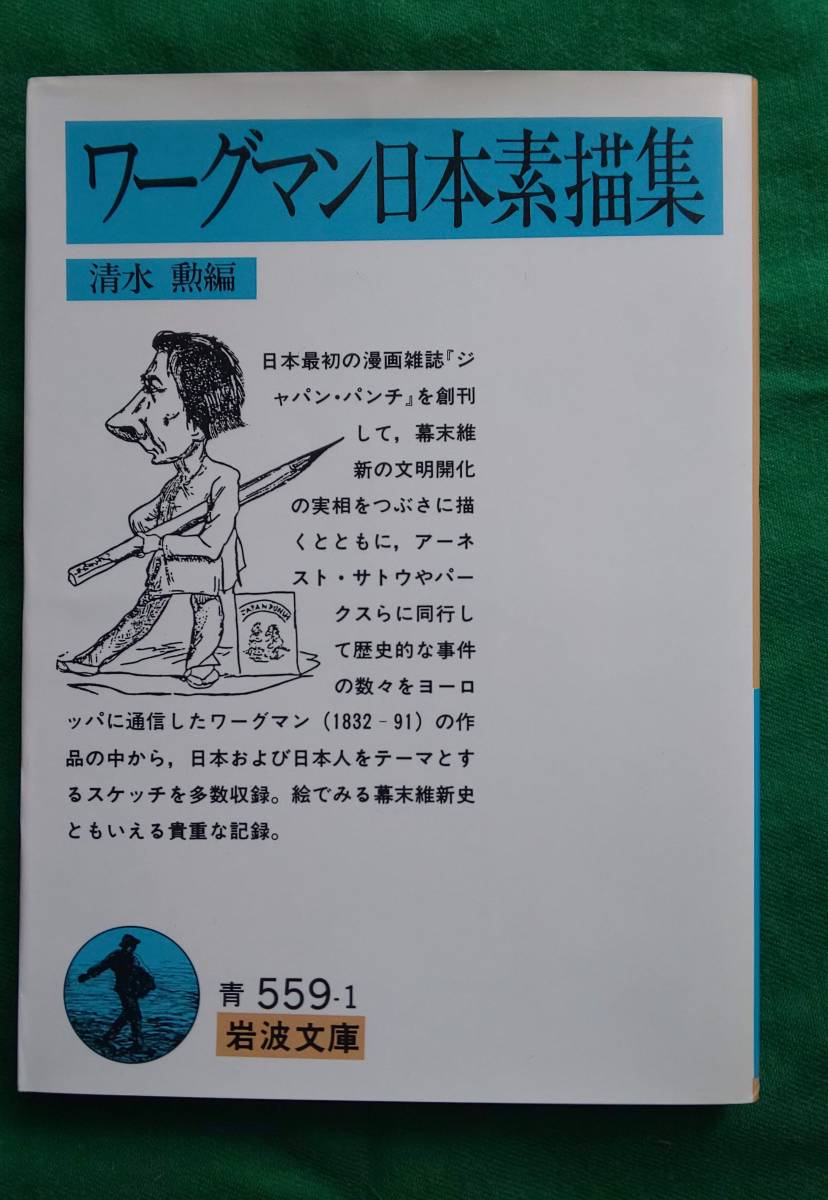 ワーグマン日本素描集
清水 勲編
日本最初の漫画雑誌『ジ
ャパン・パンチ』を創刊
して，幕末維
新の文明開化
の実相をつぶさに描
くとともに，アーネ
スト・サトウやパー
クスらに同行し
て歴史的な事件
の数々をヨーロ
ッパに通信したワーグマン（1832‐91）の作
品の中から，日本および日本人をテーマとす
るスケッチを多数収録。絵でみる幕末維新史
ともいえる貴重な記録。
JAPAN PUNCH
青 559-1
岩波文庫